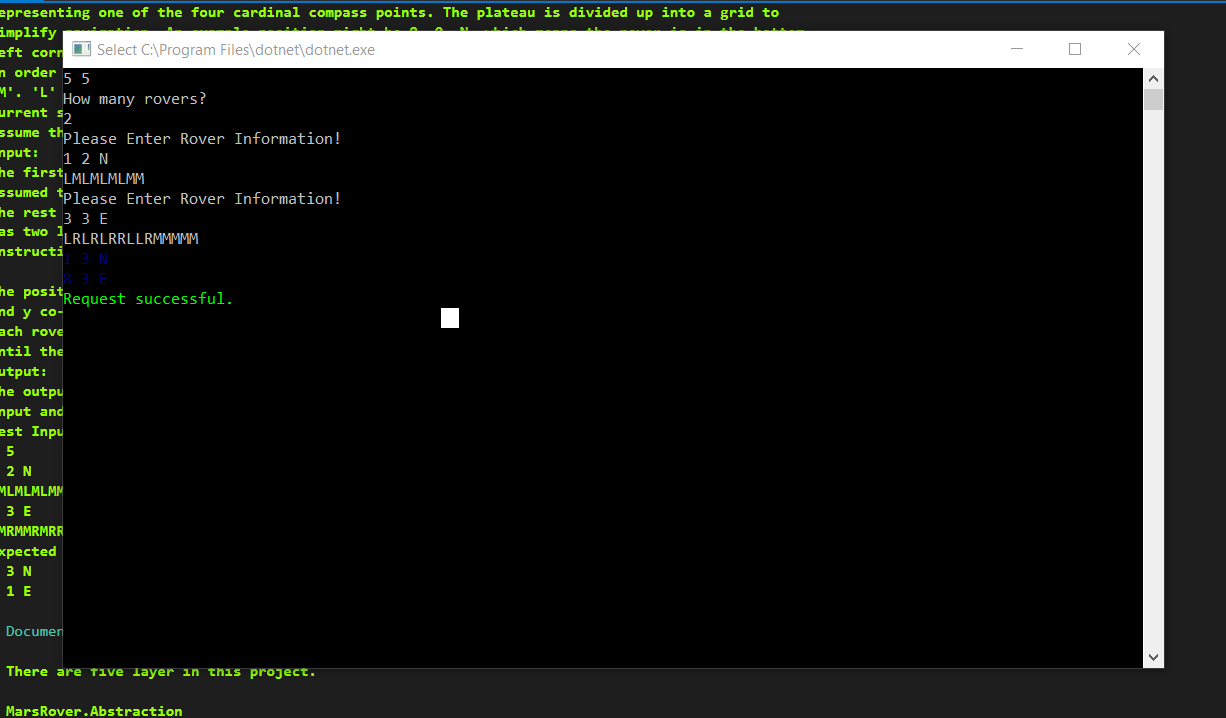 epresenting one of the four cardinal compass points. The plateau is divided up into a grid to
implify
Select C:\Program Files\dotnet\dotnet.exe
5 5
How many rovers?
2
Please Enter Rover Information!
1 2 N
LMLMLMLMM
Please Enter Rover Information!
3 3 E
LRLRLRRLLRMMMMM
1 3 N
8 3 E
Request successful.
eft corn
n order
M'. 'L'
urrent s
ssume th
nput:
he first
ssumed t
he rest
as two l
nstructi
he posit
nd y co-
ach rove
ntil the
utput:
he outpu
nput and
est Inpu
5
2 N
MLMLMLMM
3 E
MRMMRMRR
xpected
3 N
1 E
Documen
There are five layer in this project.
MarsRover.Abstraction